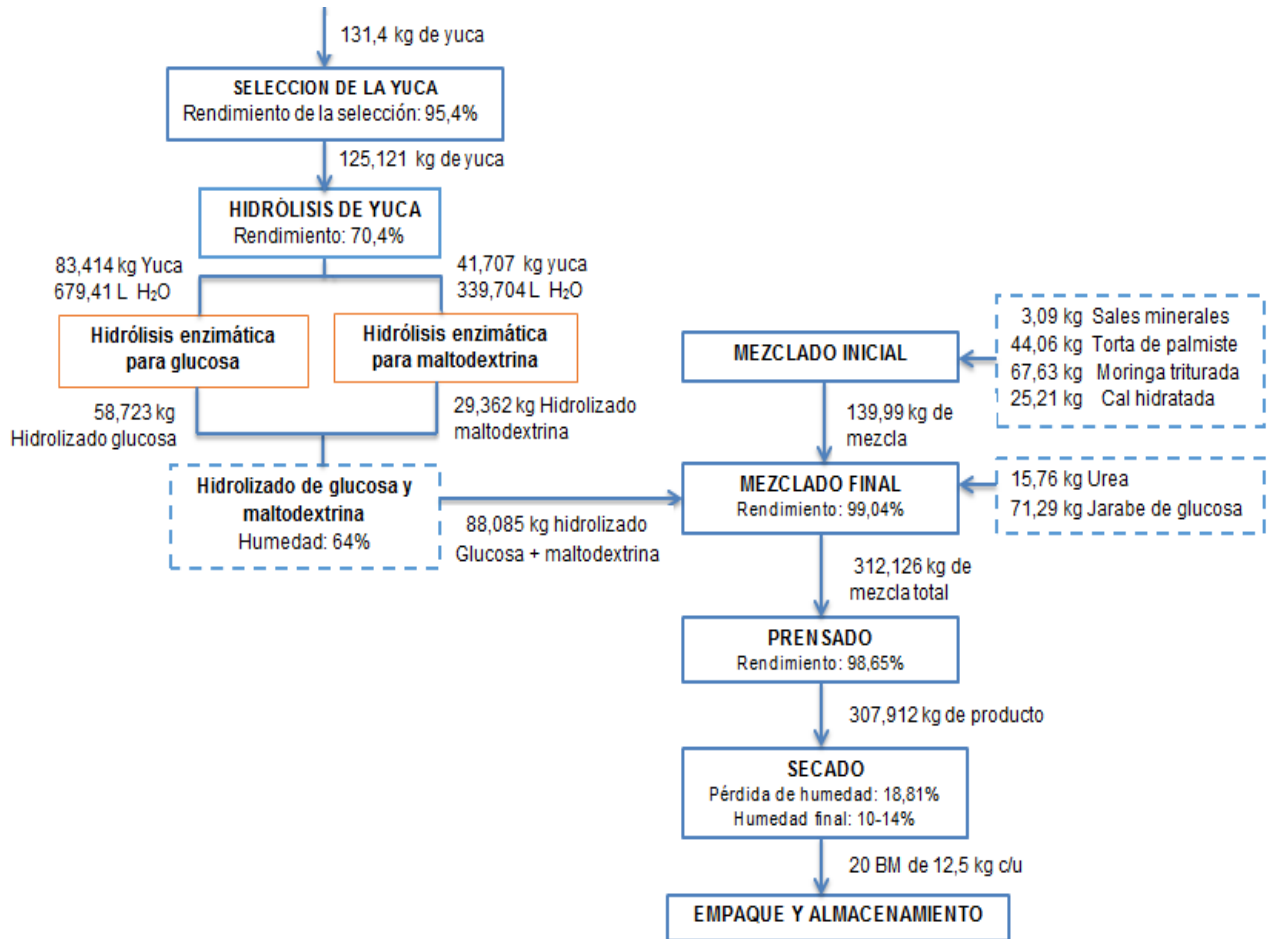 131,4 kg de yuca
SELECCION DE LA YUCA
Rendimiento de la selección: 95,4%
125,121 kg de yuca
HIDRÓLISIS DE YUCA
Rendimiento: 70,4%
83,414 kg Yuca
679,41 L H₂O
41,707 kg yuca
339,704 L H₂O
Hidrólisis enzimática
para glucosa
Hidrólisis enzimática
para maltodextrina
58,723 kg
Hidrolizado glucosa
29,362 kg Hidrolizado
maltodextrina
Hidrolizado de glucosa y
maltodextrina
Humedad: 64%
88,085 kg hidrolizado
Glucosa + maltodextrina
MEZCLADO INICIAL
3,09 kg Sales minerales
44,06 kg Torta de palmiste
67,63 kg Moringa triturada
25,21 kg Cal hidratada
139,99 kg de
mezcla
MEZCLADO FINAL
Rendimiento: 99,04%
15,76 kg Urea
71,29 kg Jarabe de glucosa
312,126 kg de
mezcla total
PRENSADO
Rendimiento: 98,65%
307,912 kg de producto
SECADO
Pérdida de humedad: 18,81%
Humedad final: 10-14%
20 BM de 12,5 kg c/u
EMPAQUE Y ALMACENAMIENTO